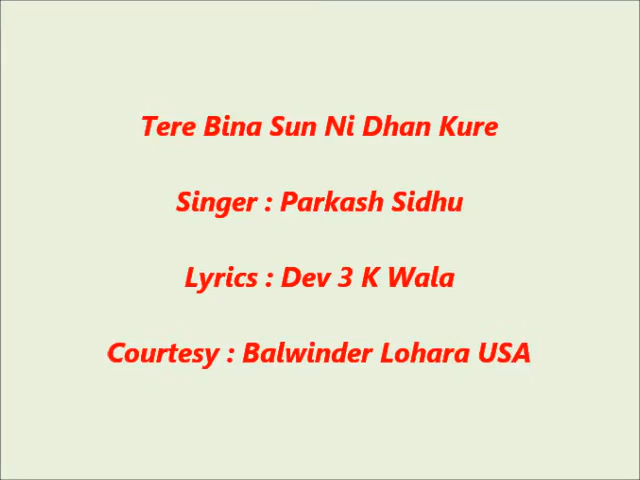 Tere Bina Sun Ni Dhan Kure
Singer : Parkash Sidhu
Lyrics : Dev 3 K Wala
Courtesy : Balwinder Lohara USA